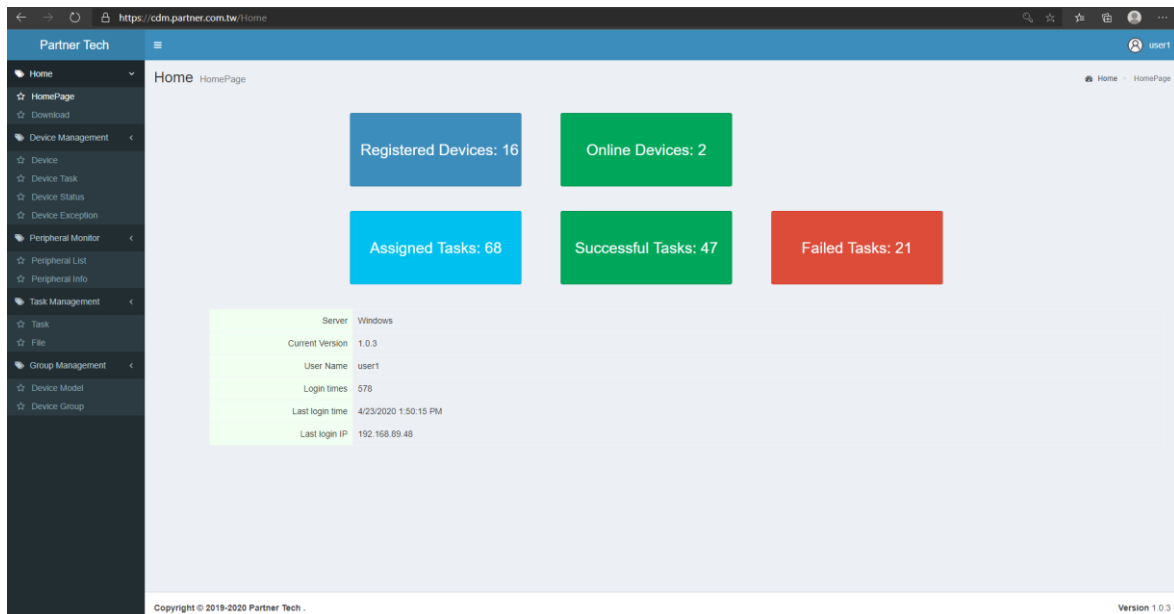 https://cdm.partner.com.tw/Home
Partner Tech
user1
Home
HomePage
Download
Device Management
Device
Device Task
Device Status
Device Exception
Peripheral Monitor
Peripheral List
Peripheral Info
Task Management
Task
File
Group Management
Device Model
Device Group
Home HomePage
Home HomePage
Registered Devices: 16
Online Devices: 2
Assigned Tasks: 68
Successful Tasks: 47
Failed Tasks: 21
Server Windows
Current Version 1.0.3
User Name user1
Login times 578
Last login time 4/23/2020 1:50:15 PM
Last login IP 192.168.89.48
Copyright © 2019-2020 Partner Tech .
Version 1.0.3